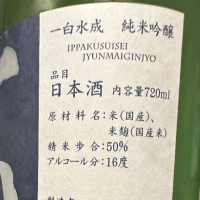 一白水成 純米吟醸
IPPAKUSUISEI
JYUNMAIGINJYO
品目
日本酒 内容量720ml
原材料名:米(国産)、
米麹(国産米)
精米歩合:50%
アルコール分:16度